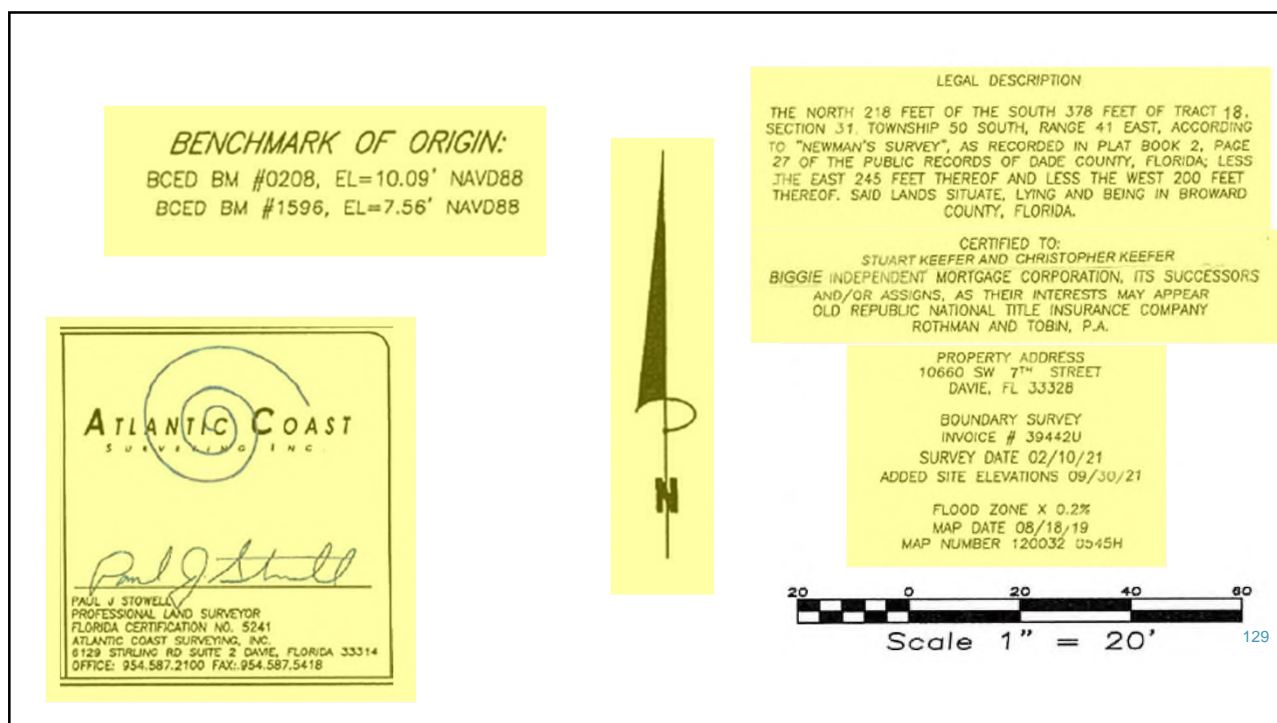 BENCHMARK OF ORIGIN:
BCED BM #0208, EL=10.09' NAVD88
BCED BM #1596, EL=7.56' NAVD88
ATLANTIC COAST
SURVEYING INC.
Paul J. Stowell
PAUL J STOWELL
PROFESSIONAL LAND SURVEYOR
FLORIDA CERTIFICATION NO. 5241
ATLANTIC COAST SURVEYING, INC.
6129 STIRLING RD SUITE 2 DAVIE, FLORIDA 33314
OFFICE: 954.587.2100 FAX:.954.587.5418
N
LEGAL DESCRIPTION
THE NORTH 218 FEET OF THE SOUTH 378 FEET OF TRACT 18,
SECTION 31, TOWNSHIP 50 SOUTH, RANGE 41 EAST, ACCORDING
TO "NEWMAN'S SURVEY", AS RECORDED IN PLAT BOOK 2, PAGE
27 OF THE PUBLIC RECORDS OF DADE COUNTY, FLORIDA; LESS
THE EAST 245 FEET THEREOF AND LESS THE WEST 200 FEET
THEREOF. SAID LANDS SITUATE, LYING AND BEING IN BROWARD
COUNTY, FLORIDA.
CERTIFIED TO:
STUART KEEFER AND CHRISTOPHER KEEFER
BIGGIE INDEPENDENT MORTGAGE CORPORATION, ITS SUCCESSORS
AND/OR ASSIGNS, AS THEIR INTERESTS MAY APPEAR
OLD REPUBLIC NATIONAL TITLE INSURANCE COMPANY
ROTHMAN AND TOBIN, P.A.
PROPERTY ADDRESS
10660 SW 7TH STREET
DAVIE, FL 33328
BOUNDARY SURVEY
INVOICE # 39442U
SURVEY DATE 02/10/21
ADDED SITE ELEVATIONS 09/30/21
FLOOD ZONE X 0.2%
MAP DATE 08/18/19
MAP NUMBER 120032 0545H
20 0 20 40 60
Scale 1" = 20'
129